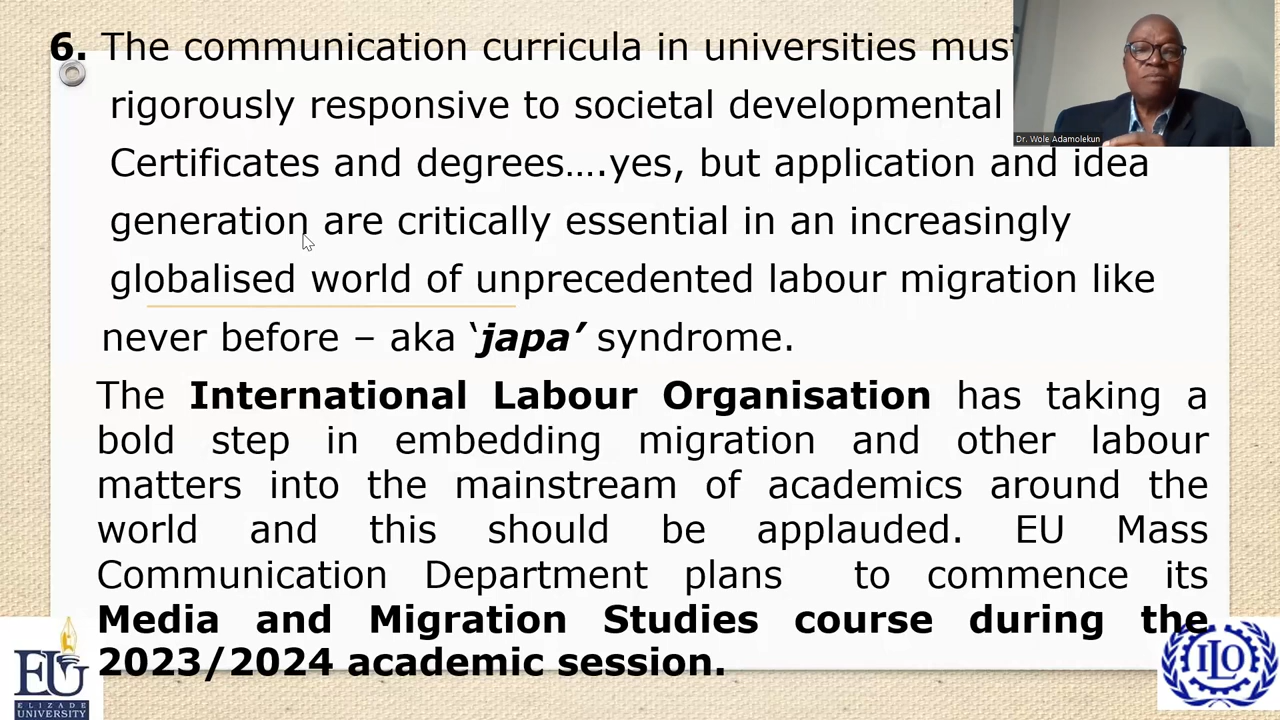 6. The communication curricula in universities must
rigorously responsive to societal developmental
Certificates and degrees….yes, but application and idea
generation are critically essential in an increasingly
globalised world of unprecedented labour migration like
never before – aka ‘japa’ syndrome.
The International Labour Organisation has taking a
bold step in embedding migration and other labour
matters into the mainstream of academics around the
world and this should be applauded. EU Mass
Communication Department plans to commence its
Media and Migration Studies course during the
2023/2024 academic session.
Dr. Wole Adamolekun
EU
ELIZADE
UNIVERSITY
ILO